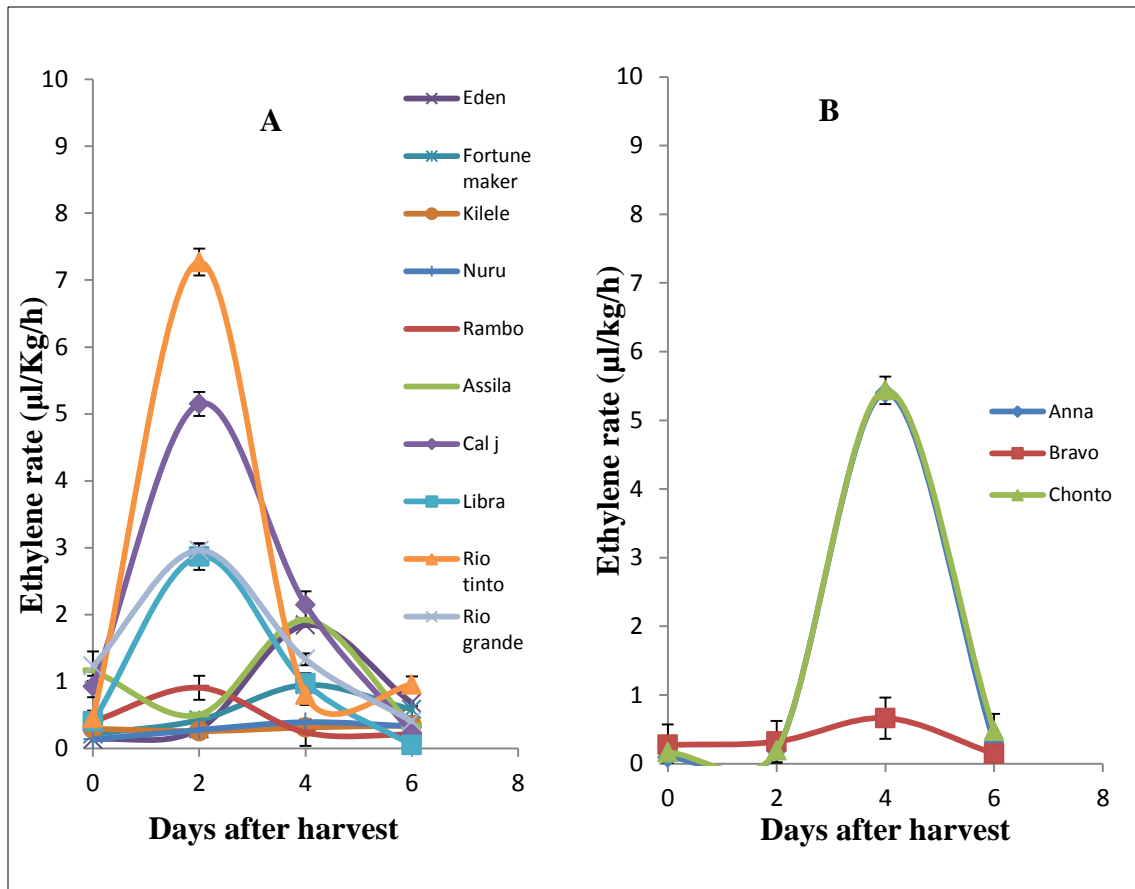 A
Ethylene rate (µl/Kg/h)
10
9
8
7
6
5
4
3
2
1
0
0 2 4 6 8
Days after harvest
Eden
Fortune
maker
Kilele
Nuru
Rambo
Assila
Cal j
Libra
Rio
tinto
Rio
grande
B
Ethylene rate (µl/kg/h)
10
9
8
7
6
5
4
3
2
1
0
0 2 4 6 8
Days after harvest
Anna
Bravo
Chonto